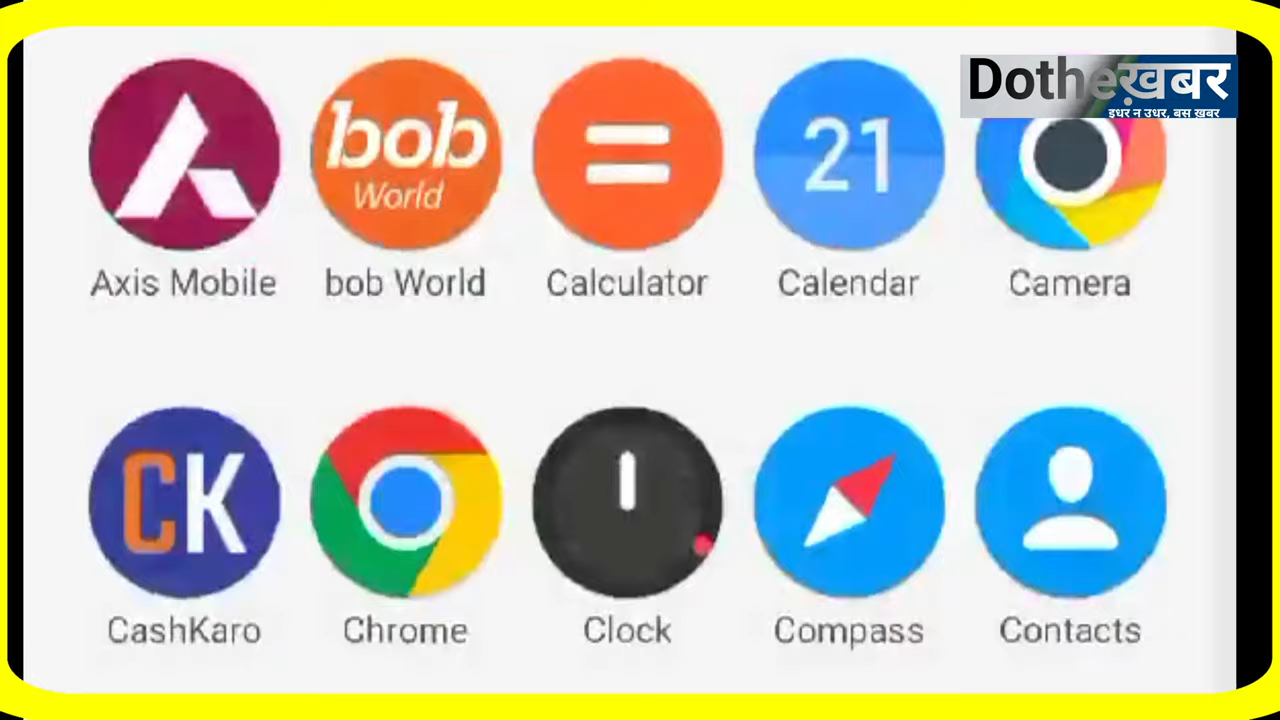 Dotheख़बर
इधर न उधर, बस ख़बर
bob
World
21
Axis Mobile
bob World
Calculator
Calendar
Camera
CK
CashKaro
Chrome
Clock
Compass
Contacts